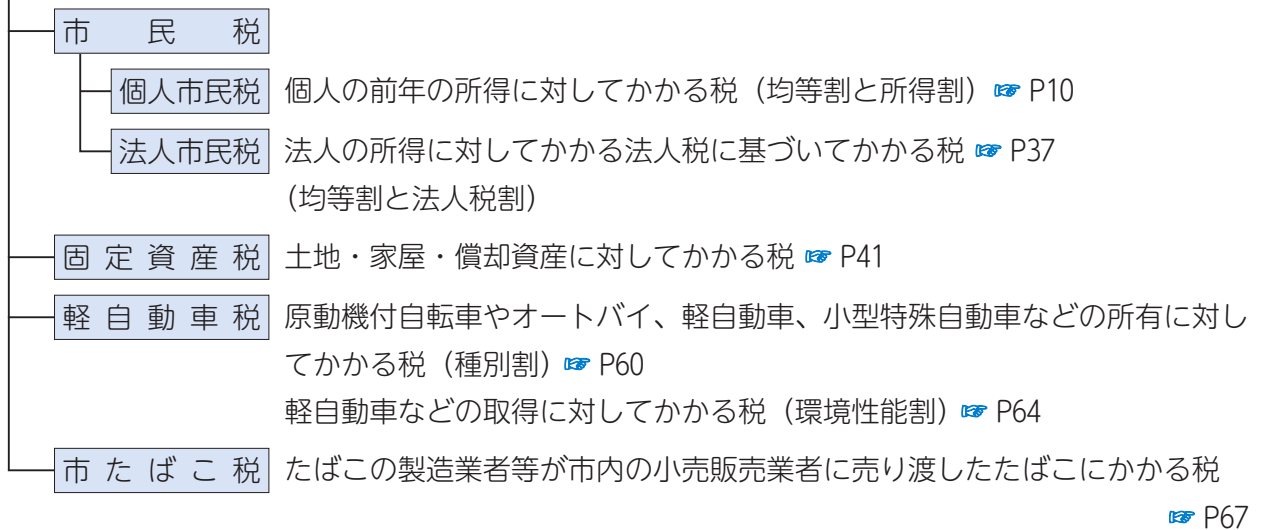 市民税
個人市民税 個人の前年の所得に対してかかる税（均等割と所得割）☞ P10
法人市民税 法人の所得に対してかかる法人税に基づいてかかる税 ☞ P37
（均等割と法人税割）
固定資産税 土地・家屋・償却資産に対してかかる税 ☞ P41
軽自動車税 原動機付自転車やオートバイ、軽自動車、小型特殊自動車などの所有に対し
てかかる税（種別割）☞ P60
軽自動車などの取得に対してかかる税（環境性能割）☞ P64
市たばこ税 たばこの製造業者等が市内の小売販売業者に売り渡したたばこにかかる税
☞ P67